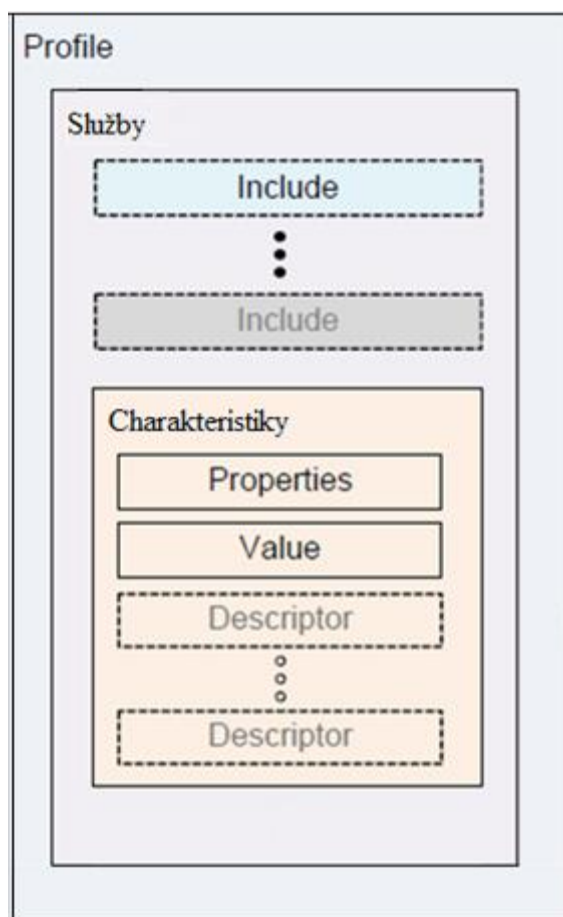 Profile
Služby
Include
Include
Charakteristiky
Properties
Value
Descriptor
Descriptor